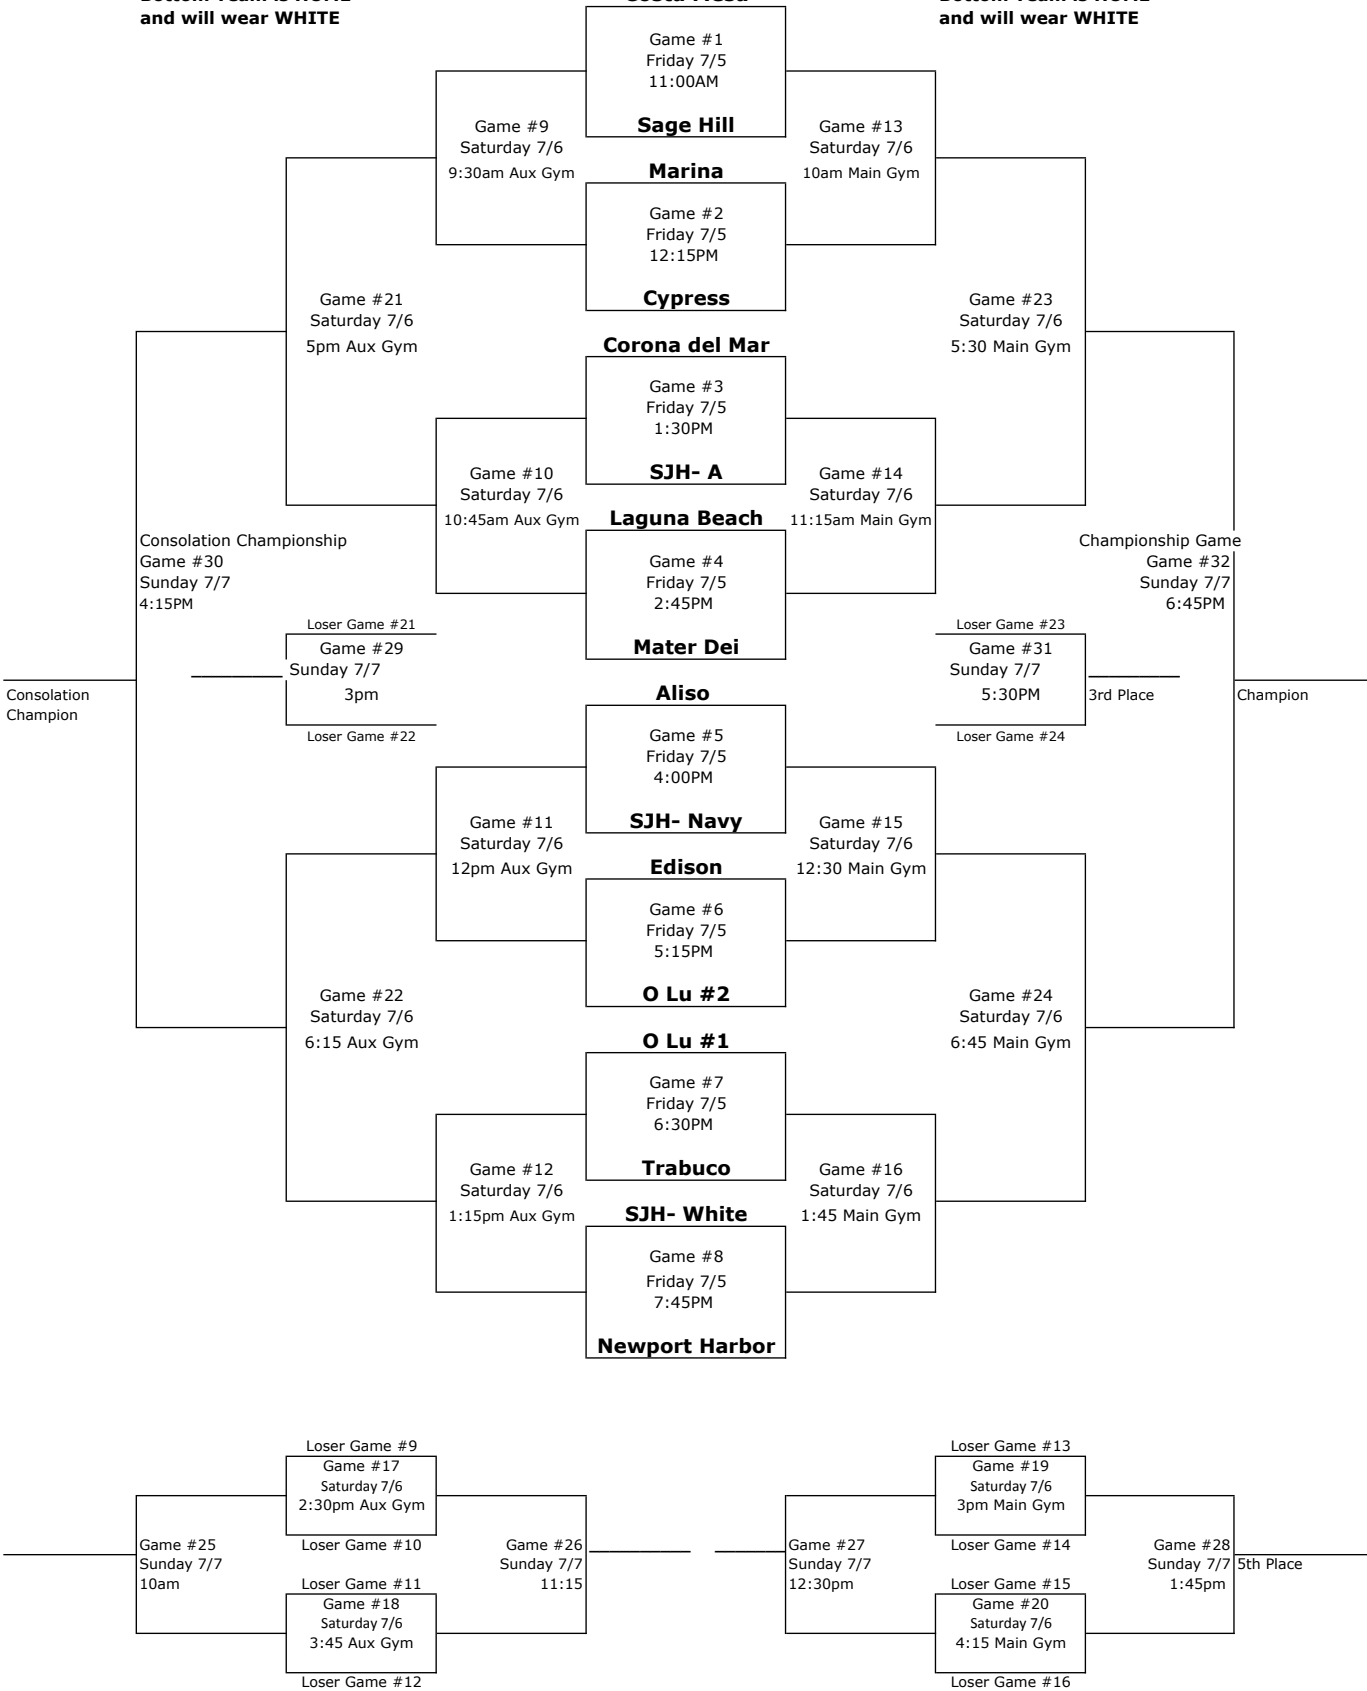 and will wear WHITE
and will wear WHITE
Game #1
Friday 7/5
11:00AM
Sage Hill
Game #9
Saturday 7/6
9:30am Aux Gym
Game #13
Saturday 7/6
10am Main Gym
Marina
Game #2
Friday 7/5
12:15PM
Cypress
Game #21
Saturday 7/6
5pm Aux Gym
Game #23
Saturday 7/6
5:30 Main Gym
Corona del Mar
Game #3
Friday 7/5
1:30PM
SJH- A
Game #10
Saturday 7/6
10:45am Aux Gym
Game #14
Saturday 7/6
11:15am Main Gym
Laguna Beach
Game #4
Friday 7/5
2:45PM
Mater Dei
Consolation Championship
Game #30
Sunday 7/7
4:15PM
Championship Game
Game #32
Sunday 7/7
6:45PM
Loser Game #21
Game #29
Sunday 7/7
3pm
Loser Game #22
Loser Game #23
Game #31
Sunday 7/7
5:30PM
Loser Game #24
3rd Place
Consolation
Champion
Champion
Aliso
Game #5
Friday 7/5
4:00PM
SJH- Navy
Game #11
Saturday 7/6
12pm Aux Gym
Game #15
Saturday 7/6
12:30 Main Gym
Edison
Game #6
Friday 7/5
5:15PM
O Lu #2
Game #22
Saturday 7/6
6:15 Aux Gym
Game #24
Saturday 7/6
6:45 Main Gym
O Lu #1
Game #7
Friday 7/5
6:30PM
Trabuco
Game #12
Saturday 7/6
1:15pm Aux Gym
Game #16
Saturday 7/6
1:45 Main Gym
SJH- White
Game #8
Friday 7/5
7:45PM
Newport Harbor
Loser Game #9
Game #17
Saturday 7/6
2:30pm Aux Gym
Loser Game #10
Game #25
Sunday 7/7
10am
Game #26
Sunday 7/7
11:15
Loser Game #11
Game #18
Saturday 7/6
3:45 Aux Gym
Loser Game #12
Loser Game #13
Game #19
Saturday 7/6
3pm Main Gym
Loser Game #14
Game #27
Sunday 7/7
12:30pm
Game #28
Sunday 7/7
1:45pm
5th Place
Loser Game #15
Game #20
Saturday 7/6
4:15 Main Gym
Loser Game #16